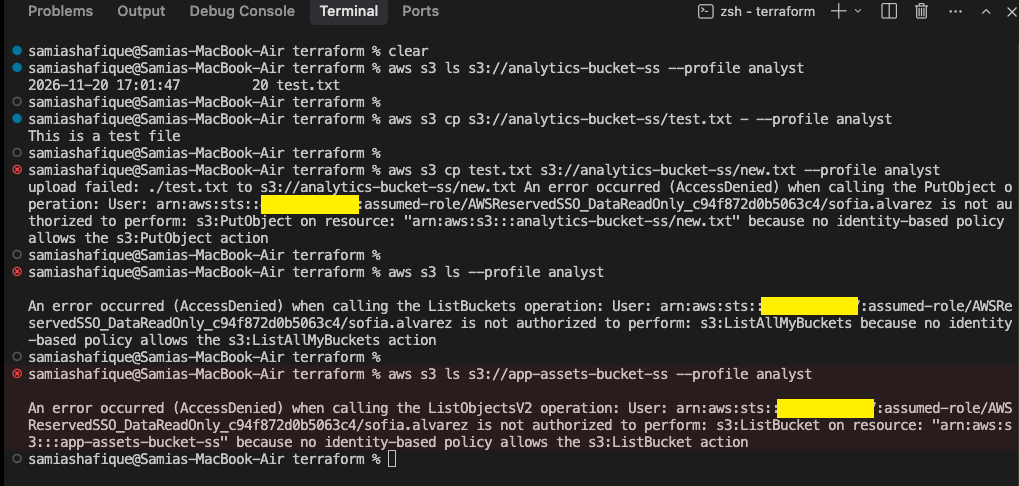 Problems Output Debug Console Terminal Ports zsh - terraform
samiashafique@Samias-MacBook-Air terraform % clear
samiashafique@Samias-MacBook-Air terraform % aws s3 ls s3://analytics-bucket-ss --profile analyst
2026-11-20 17:01:47 20 test.txt
samiashafique@Samias-MacBook-Air terraform %
samiashafique@Samias-MacBook-Air terraform % aws s3 cp s3://analytics-bucket-ss/test.txt - --profile analyst
This is a test file
samiashafique@Samias-MacBook-Air terraform %
samiashafique@Samias-MacBook-Air terraform % aws s3 cp test.txt s3://analytics-bucket-ss/new.txt --profile analyst
upload failed: ./test.txt to s3://analytics-bucket-ss/new.txt An error occurred (AccessDenied) when calling the PutObject o
peration: User: arn:aws:sts:: :assumed-role/AWSReservedSSO_DataReadOnly_c94f872d0b5063c4/sofia.alvarez is not au
thorized to perform: s3:PutObject on resource: "arn:aws:s3:::analytics-bucket-ss/new.txt" because no identity-based policy
allows the s3:PutObject action
samiashafique@Samias-MacBook-Air terraform %
samiashafique@Samias-MacBook-Air terraform % aws s3 ls --profile analyst
An error occurred (AccessDenied) when calling the ListBuckets operation: User: arn:aws:sts:: :assumed-role/AWSRe
servedSSO_DataReadOnly_c94f872d0b5063c4/sofia.alvarez is not authorized to perform: s3:ListAllMyBuckets because no identity
-based policy allows the s3:ListAllMyBuckets action
samiashafique@Samias-MacBook-Air terraform %
samiashafique@Samias-MacBook-Air terraform % aws s3 ls s3://app-assets-bucket-ss --profile analyst
An error occurred (AccessDenied) when calling the ListObjectsV2 operation: User: arn:aws:sts:: :assumed-role/AWS
ReservedSSO_DataReadOnly_c94f872d0b5063c4/sofia.alvarez is not authorized to perform: s3:ListBucket on resource: "arn:aws:s
3:::app-assets-bucket-ss" because no identity-based policy allows the s3:ListBucket action
samiashafique@Samias-MacBook-Air terraform %